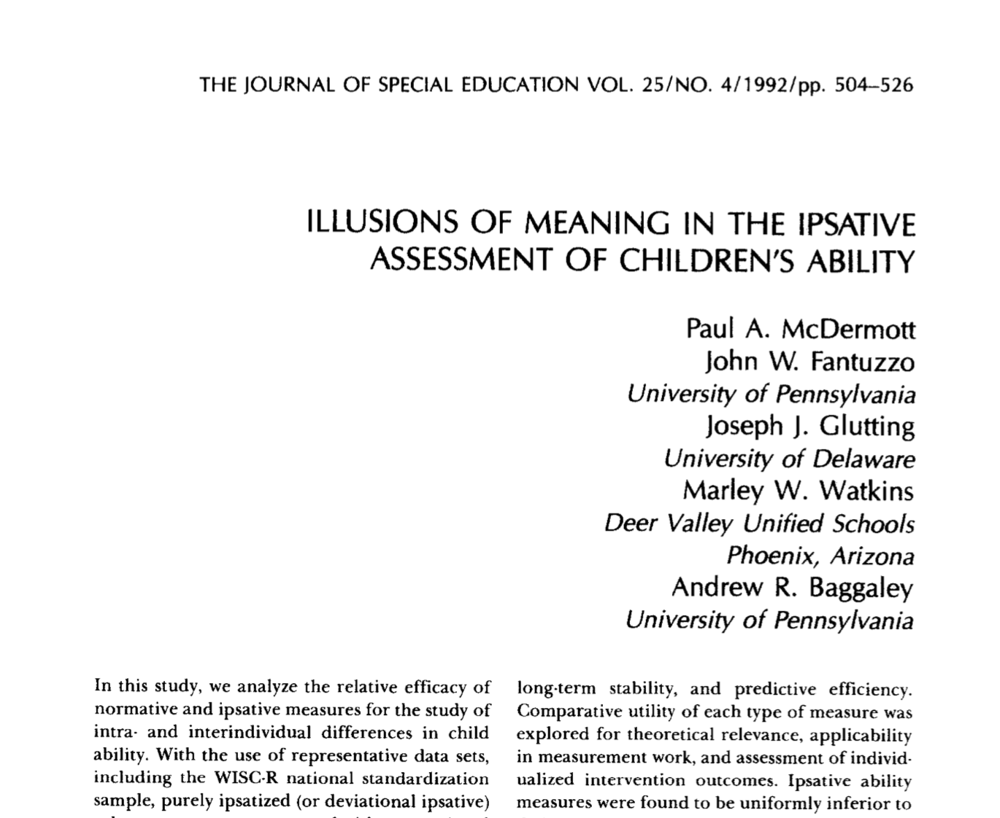 THE JOURNAL OF SPECIAL EDUCATION VOL. 25/NO. 4/1992/pp. 504–526
ILLUSIONS OF MEANING IN THE IPSATIVE
ASSESSMENT OF CHILDREN'S ABILITY
Paul A. McDermott
John W. Fantuzzo
University of Pennsylvania
Joseph J. Glutting
University of Delaware
Marley W. Watkins
Deer Valley Unified Schools
Phoenix, Arizona
Andrew R. Baggaley
University of Pennsylvania
In this study, we analyze the relative efficacy of
normative and ipsative measures for the study of
intra- and interindividual differences in child
ability. With the use of representative data sets,
including the WISC-R national standardization
sample, purely ipsatized (or deviational ipsative)
long-term stability, and predictive efficiency.
Comparative utility of each type of measure was
explored for theoretical relevance, applicability
in measurement work, and assessment of individ-
ualized intervention outcomes. Ipsative ability
measures were found to be uniformly inferior to